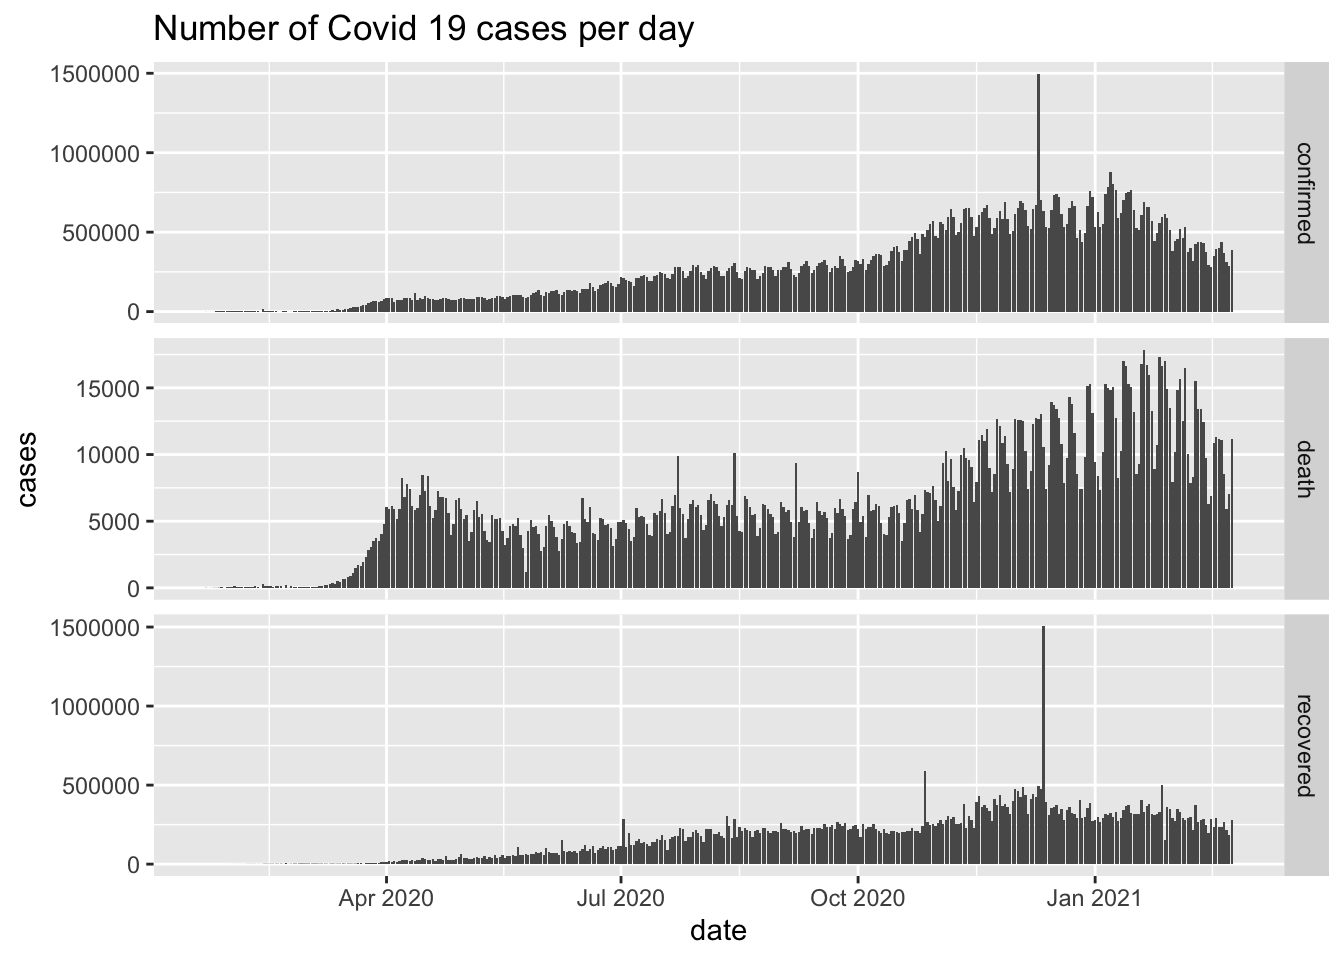 Number of Covid 19 cases per day
1500000
1000000
500000
0
confirmed
15000
10000
5000
0
death
1500000
1000000
500000
0
recovered
cases
Apr 2020
Jul 2020
Oct 2020
Jan 2021
date